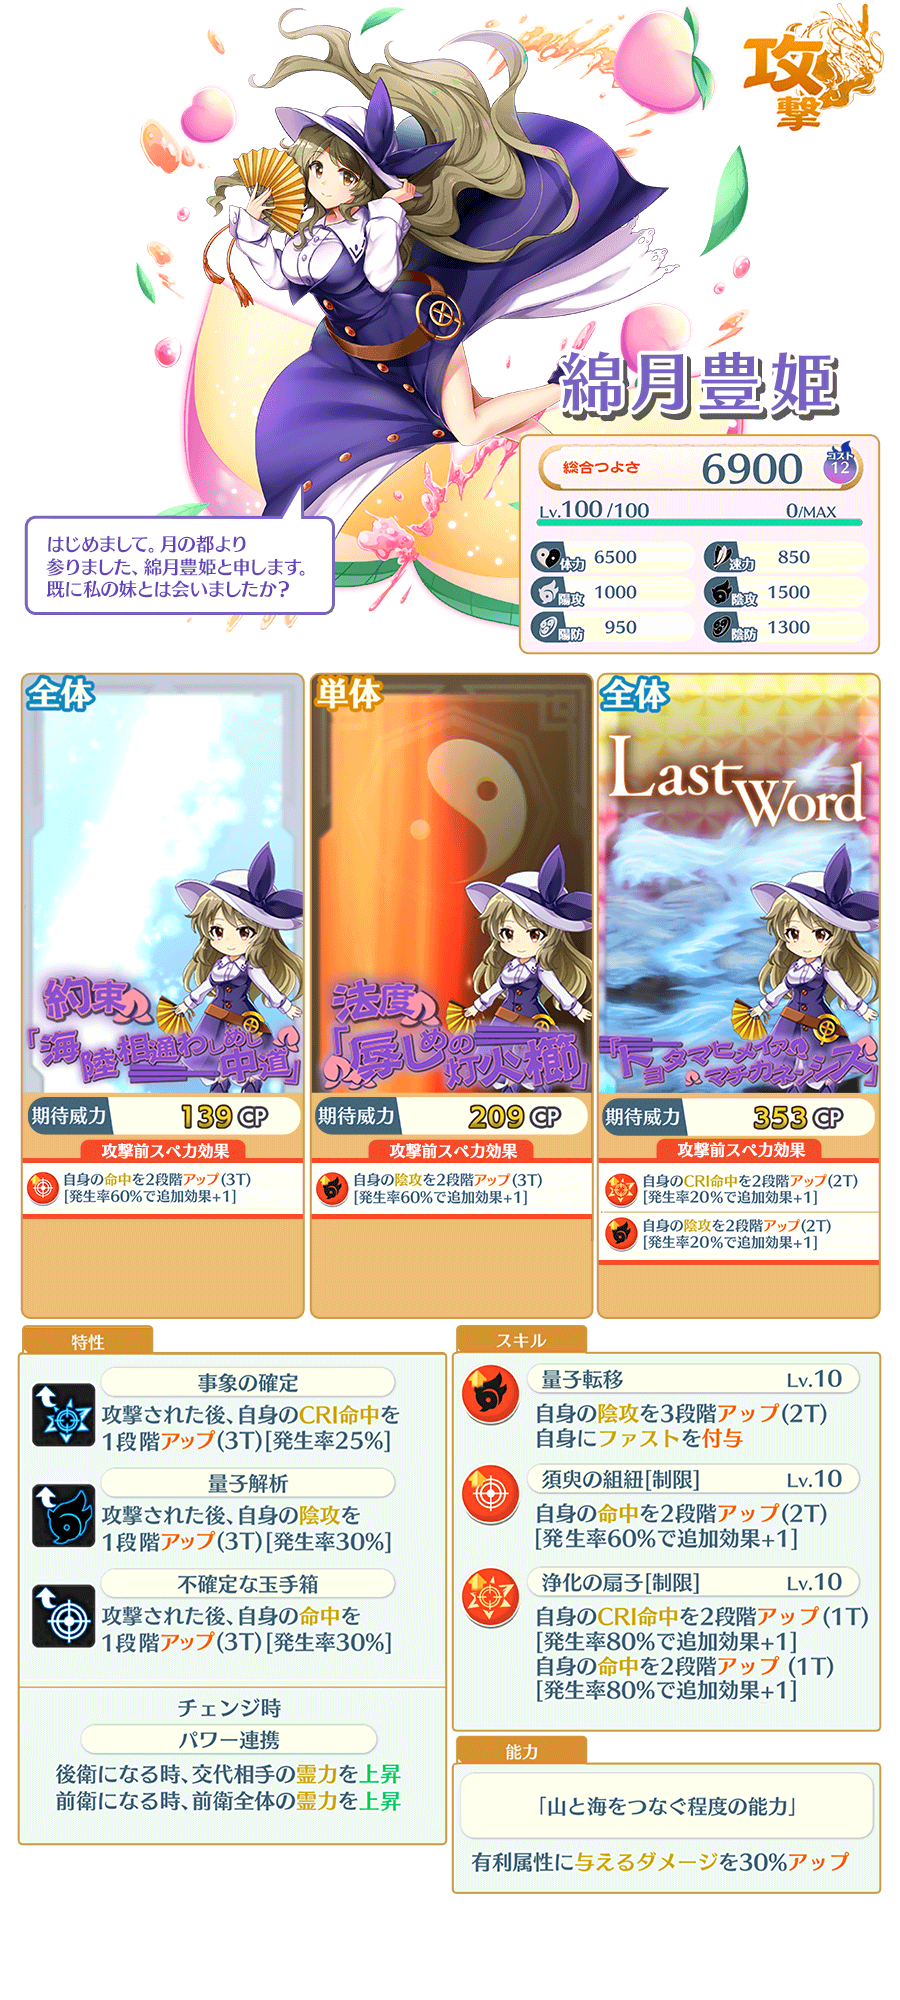 攻
撃
綿月豊姫
総合つよさ 6900 コスト 12
Lv.100/100 0/MAX
体力 6500 速力 850
陽攻 1000 陰攻 1500
陽防 950 陰防 1300
はじめまして。月の都より
参りました、綿月豊姫と申します。
既に私の妹とは会いましたか?
全体
約束
「海陸相通わしめし中道」
期待威力 139CP
攻撃前スペカ効果
自身の命中を2段階アップ(3T)
[発生率60%で追加効果+1]
単体
法度
「辱しめの灯火櫛」
期待威力 209CP
攻撃前スペカ効果
自身の陰攻を2段階アップ(3T)
[発生率60%で追加効果+1]
全体
Last Word
「トヨタマヒメイアのマチカネッシス」
期待威力 353CP
攻撃前スペカ効果
自身のCRI命中を2段階アップ(2T)
[発生率20%で追加効果+1]
自身の陰攻を2段階アップ(2T)
[発生率20%で追加効果+1]
特性
事象の確定
攻撃された後、自身のCRI命中を
1段階アップ(3T)[発生率25%]
量子解析
攻撃された後、自身の陰攻を
1段階アップ(3T)[発生率30%]
不確定な玉手箱
攻撃された後、自身の命中を
1段階アップ(3T)[発生率30%]
チェンジ時
パワー連携
後衛になる時、交代相手の霊力を上昇
前衛になる時、前衛全体の霊力を上昇
スキル
量子転移 Lv.10
自身の陰攻を3段階アップ(2T)
自身にファストを付与
須臾の組紐[制限] Lv.10
自身の命中を2段階アップ(2T)
[発生率60%で追加効果+1]
浄化の扇子[制限] Lv.10
自身のCRI命中を2段階アップ(1T)
[発生率80%で追加効果+1]
自身の命中を2段階アップ (1T)
[発生率80%で追加効果+1]
能力
「山と海をつなぐ程度の能力」
有利属性に与えるダメージを30%アップ